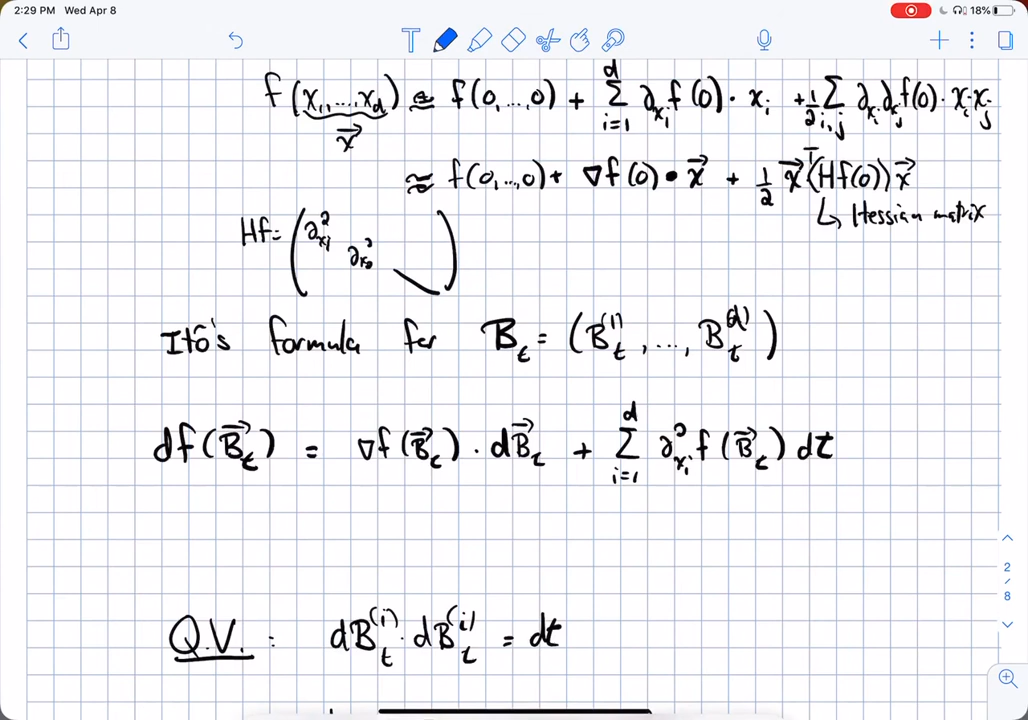 2:29 PM Wed Apr 8
18%
T
f(x₁,...,x_d) ≈ f(0,...,0) + Σ_{i=1}^{d} ∂_{x_i} f(0) · x_i + ½ Σ_{i,j} ∂_{x_i} ∂_{x_j} f(0) · x_i x_j
x⃗
≈ f(0,...,0) + ∇f(0) • x⃗ + ½ x⃗ᵀ (Hf(0)) x⃗
↳ Hessian matrix
Hf = ( ∂²_{x_1} ∂²_{x_2} \ )
Itō's formula for B_t = (B_t^{(1)}, ..., B_t^{(d)})
df(B⃗_t) = ∇f(B⃗_t) · dB⃗_t + Σ_{i=1}^{d} ∂²_{x_i} f(B⃗_t) dt
Q.V. : dB_t^{(i)} · dB_t^{(i)} = dt
2
/
8